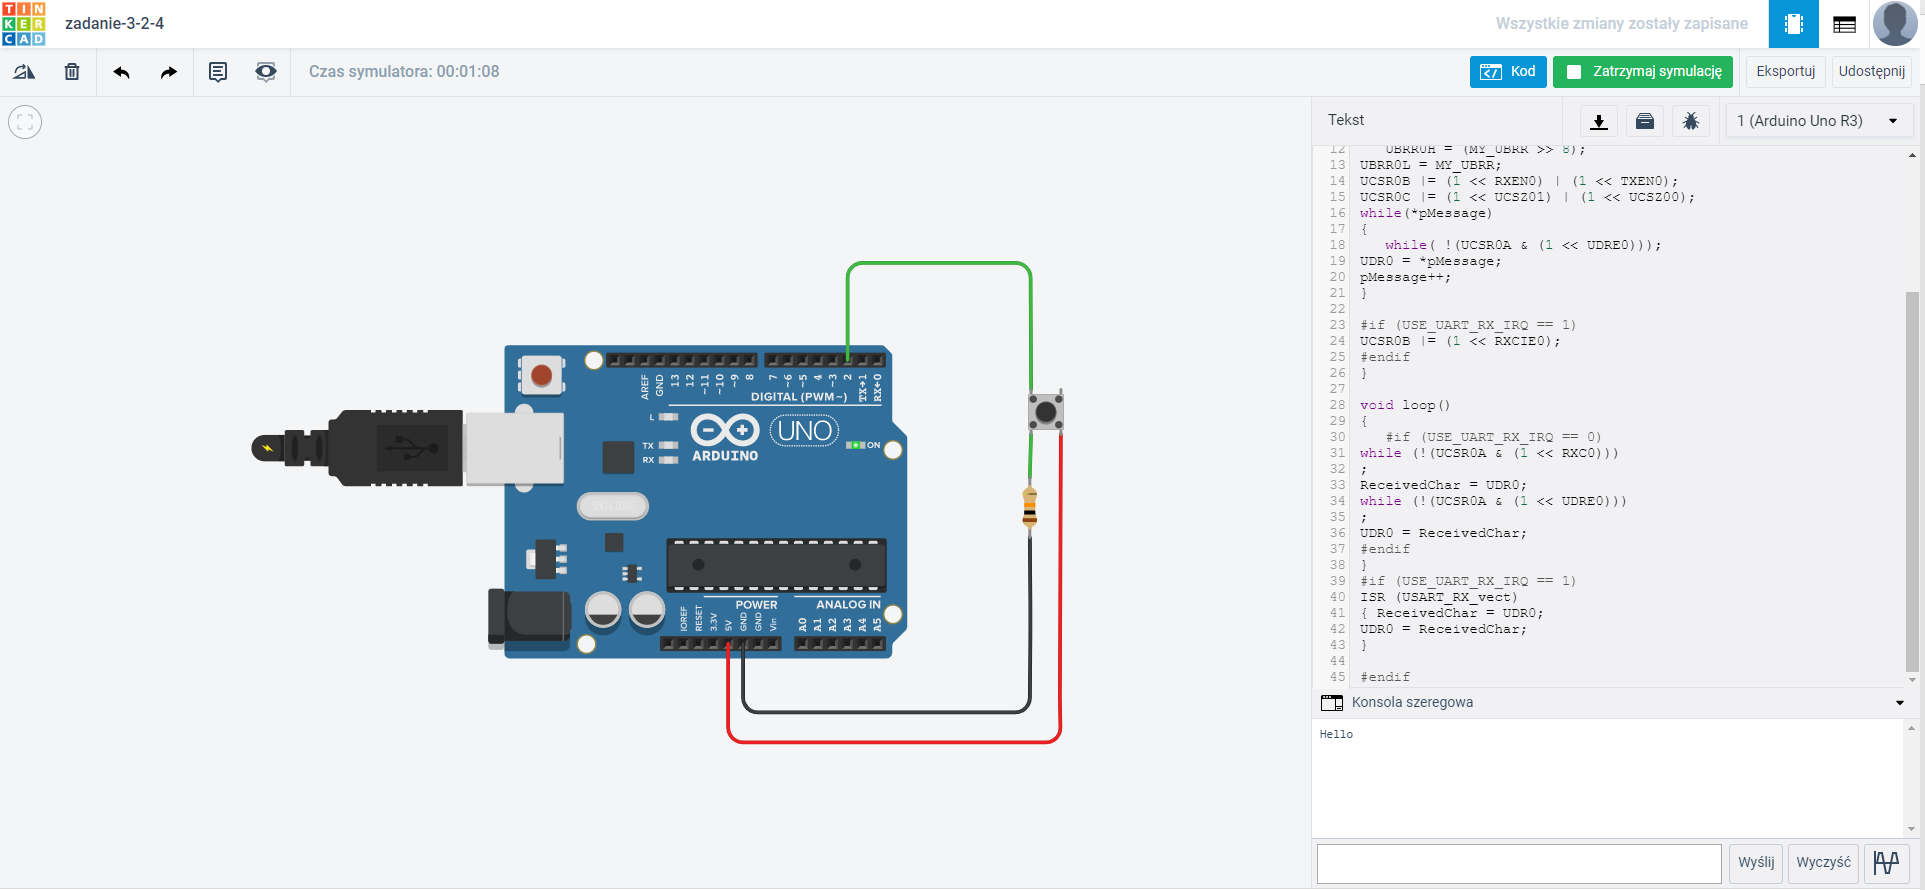 TIN
KER
CAD
zadanie-3-2-4
Wszystkie zmiany zostały zapisane
Czas symulatora: 00:01:08
Kod
Zatrzymaj symulację
Eksportuj
Udostępnij
Tekst
1 (Arduino Uno R3)
12 UBRR0H = (MY_UBRR >> 8);
13 UBRR0L = MY_UBRR;
14 UCSR0B |= (1 << RXEN0) | (1 << TXEN0);
15 UCSR0C |= (1 << UCSZ01) | (1 << UCSZ00);
16 while(*pMessage)
17 {
18 while( !(UCSR0A & (1 << UDRE0)));
19 UDR0 = *pMessage;
20 pMessage++;
21 }
22
23 #if (USE_UART_RX_IRQ == 1)
24 UCSR0B |= (1 << RXCIE0);
25 #endif
26 }
27
28 void loop()
29 {
30 #if (USE_UART_RX_IRQ == 0)
31 while (!(UCSR0A & (1 << RXC0)))
32 ;
33 ReceivedChar = UDR0;
34 while (!(UCSR0A & (1 << UDRE0)))
35 ;
36 UDR0 = ReceivedChar;
37 #endif
38 }
39 #if (USE_UART_RX_IRQ == 1)
40 ISR (USART_RX_vect)
41 { ReceivedChar = UDR0;
42 UDR0 = ReceivedChar;
43 }
44
45 #endif
Konsola szeregowa
Hello
Wyślij
Wyczyść
AREF
GND
13
12
~11
~10
~9
8
7
~6
~5
4
~3
2
TX→1
RX←0
DIGITAL (PWM~)
L
TX
RX
ARDUINO
UNO
ON
POWER
ANALOG IN
IOREF
RESET
3.3V
5V
GND
GND
Vin
A0
A1
A2
A3
A4
A5